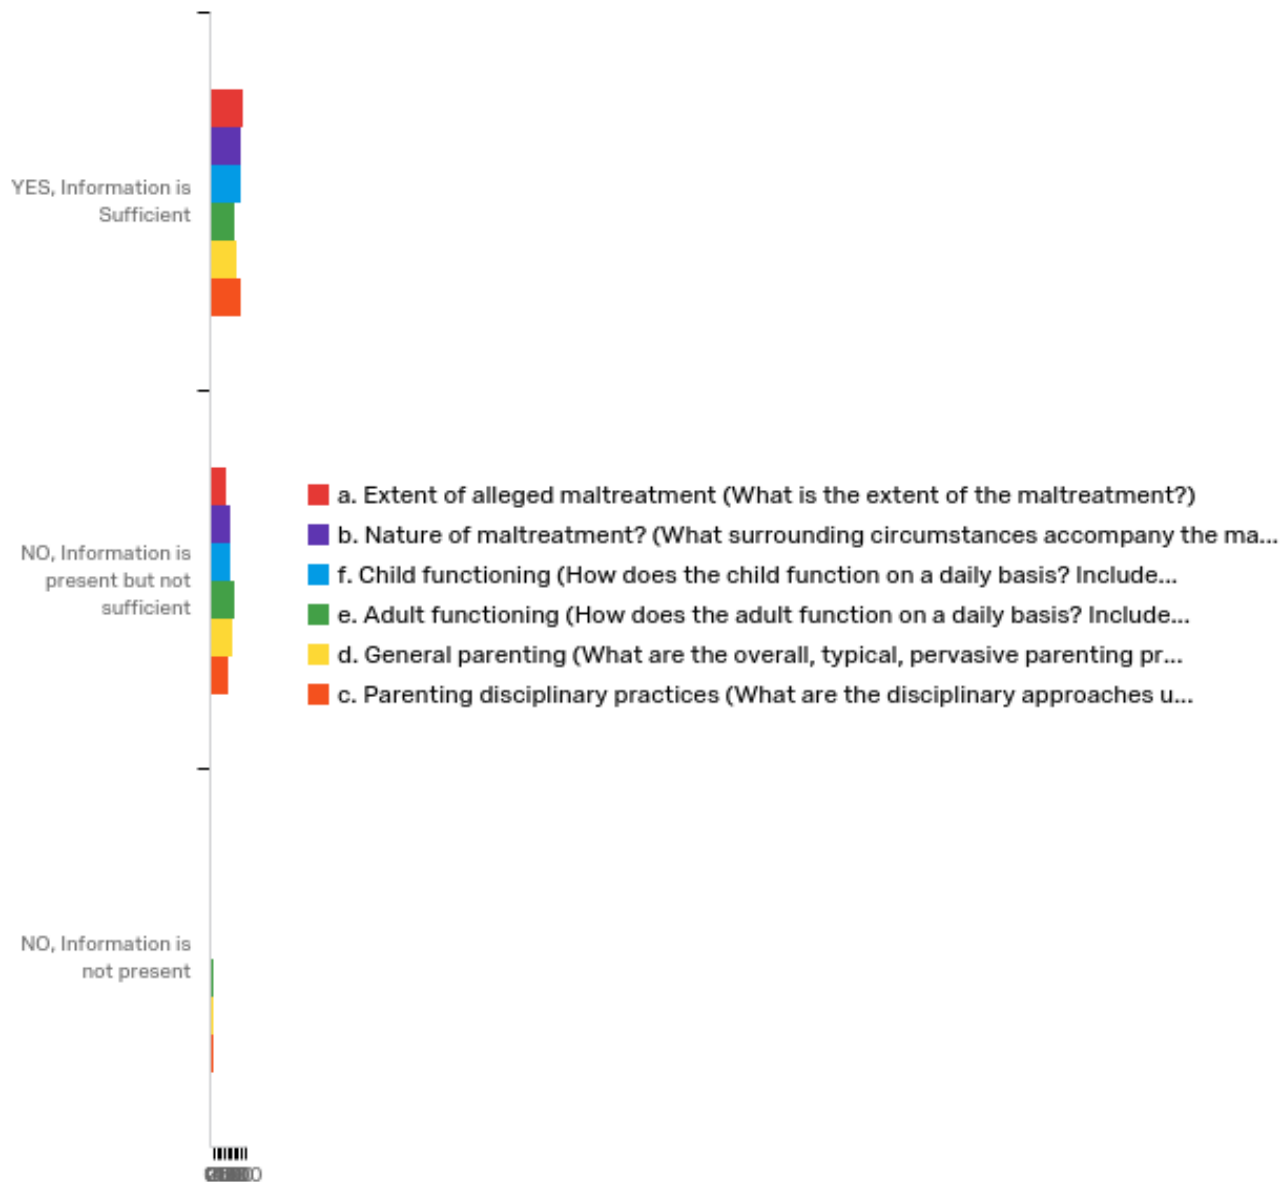 YES, Information is
Sufficient
NO, Information is
present but not
sufficient
NO, Information is
not present
a. Extent of alleged maltreatment (What is the extent of the maltreatment?)
b. Nature of maltreatment? (What surrounding circumstances accompany the ma...
f. Child functioning (How does the child function on a daily basis? Include...
e. Adult functioning (How does the adult function on a daily basis? Include...
d. General parenting (What are the overall, typical, pervasive parenting pr...
c. Parenting disciplinary practices (What are the disciplinary approaches u...